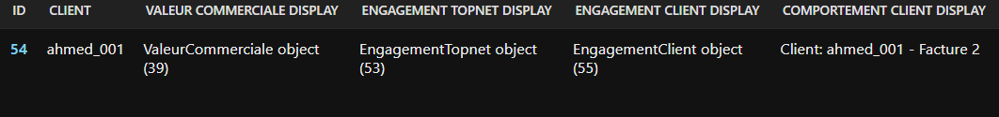 ID CLIENT VALEUR COMMERCIALE DISPLAY ENGAGEMENT TOPNET DISPLAY ENGAGEMENT CLIENT DISPLAY COMPORTEMENT CLIENT DISPLAY
54 ahmed_001 ValeurCommerciale object EngagementTopnet object EngagementClient object Client: ahmed_001 - Facture 2
(39) (53) (55)